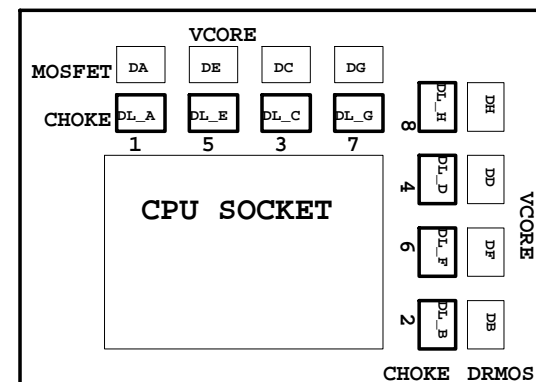 VCORE
MOSFET DA DE DC DG
CHOKE DL_A DL_E DL_C DL_G
1 5 3 7
CPU SOCKET
8 DL_H DH
4 DL_D DD
6 DL_F DF
2 DL_B DB
VCORE
CHOKE DRMOS